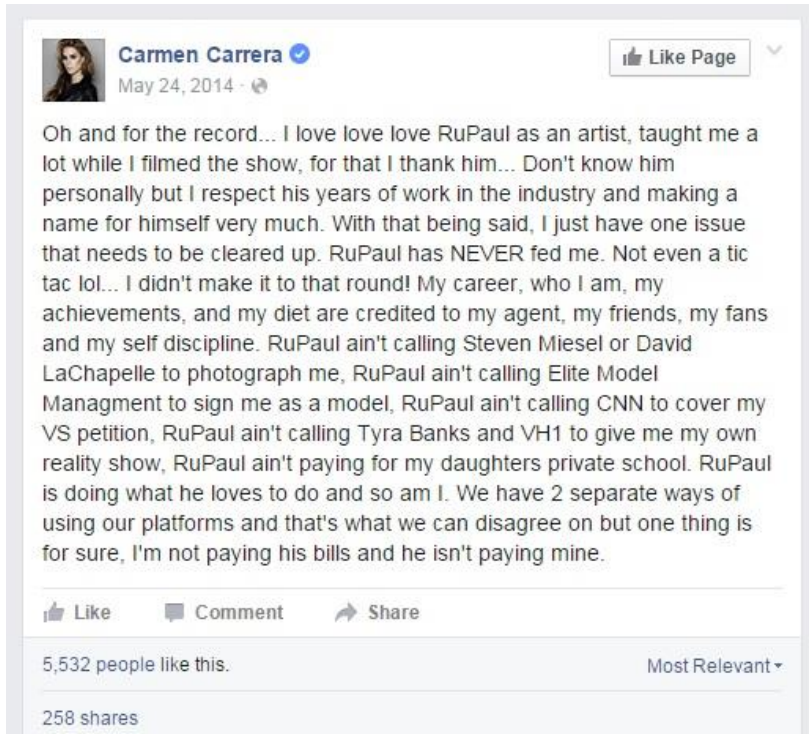 Carmen Carrera
Like Page
May 24, 2014 ·
Oh and for the record... I love love love RuPaul as an artist, taught me a
lot while I filmed the show, for that I thank him... Don't know him
personally but I respect his years of work in the industry and making a
name for himself very much. With that being said, I just have one issue
that needs to be cleared up. RuPaul has NEVER fed me. Not even a tic
tac lol... I didn't make it to that round! My career, who I am, my
achievements, and my diet are credited to my agent, my friends, my fans
and my self discipline. RuPaul ain't calling Steven Miesel or David
LaChapelle to photograph me, RuPaul ain't calling Elite Model
Managment to sign me as a model, RuPaul ain't calling CNN to cover my
VS petition, RuPaul ain't calling Tyra Banks and VH1 to give me my own
reality show, RuPaul ain't paying for my daughters private school. RuPaul
is doing what he loves to do and so am I. We have 2 separate ways of
using our platforms and that's what we can disagree on but one thing is
for sure, I'm not paying his bills and he isn't paying mine.
Like Comment Share
5,532 people like this.
Most Relevant
258 shares